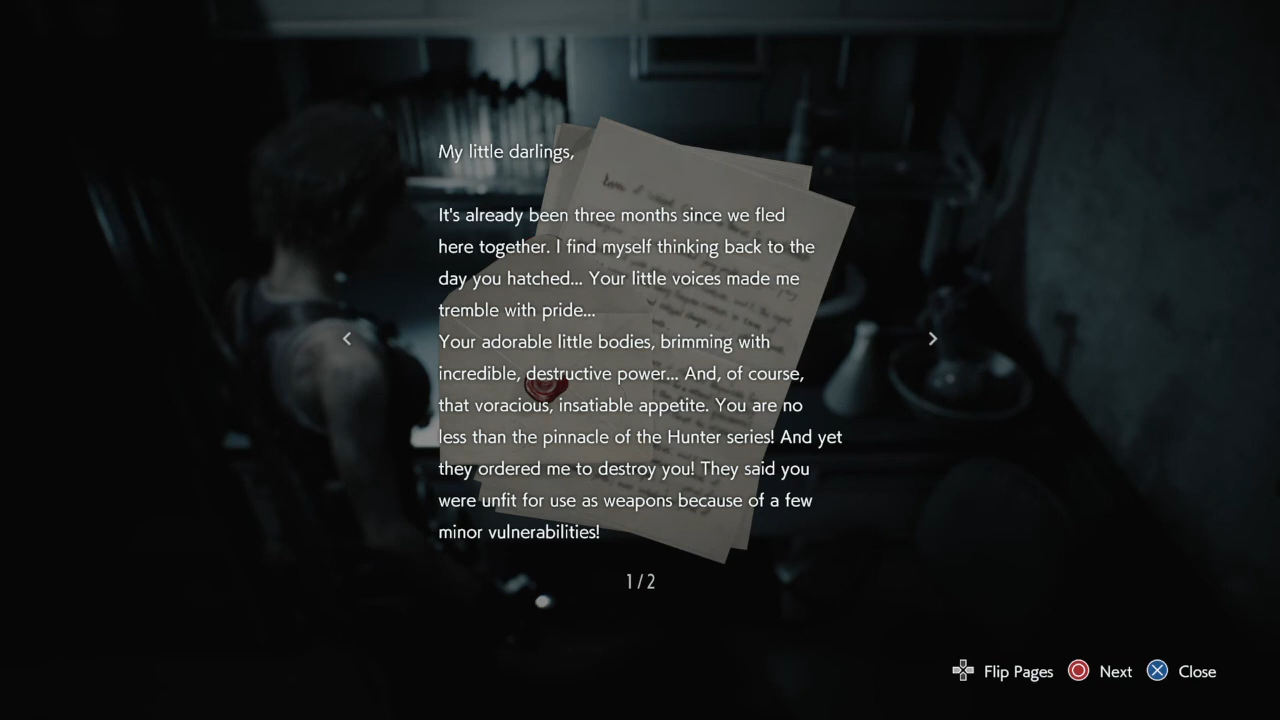 My little darlings,
It's already been three months since we fled
here together. I find myself thinking back to the
day you hatched... Your little voices made me
tremble with pride...
Your adorable little bodies, brimming with
incredible, destructive power... And, of course,
that voracious, insatiable appetite. You are no
less than the pinnacle of the Hunter series! And yet
they ordered me to destroy you! They said you
were unfit for use as weapons because of a few
minor vulnerabilities!
1 / 2
Flip Pages Next Close